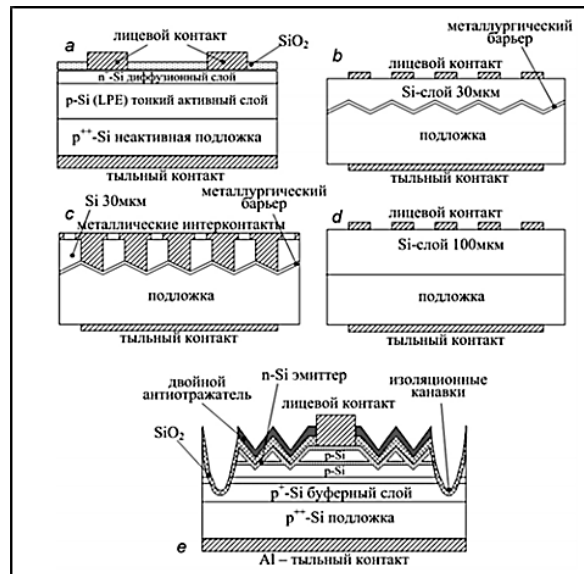 a
лицевой контакт
SiO₂
n⁺-Si диффузионный слой
p-Si (LPE) тонкий активный слой
p⁺⁺-Si неактивная подложка
тыльный контакт
b
металлургический
барьер
лицевой контакт
Si-слой 30мкм
подложка
тыльный контакт
c
Si 30мкм
металлургический
барьер
металлические интерконтакты
подложка
тыльный контакт
d
лицевой контакт
Si-слой 100мкм
подложка
тыльный контакт
двойной
антиотражатель
n-Si эмиттер
лицевой контакт
изоляционные
канавки
SiO₂
p-Si
p-Si
p⁺-Si буферный слой
p⁺⁺-Si подложка
e
Al – тыльный контакт